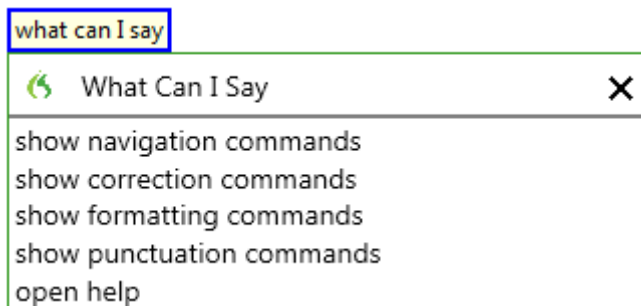 what can I say
What Can I Say
show navigation commands
show correction commands
show formatting commands
show punctuation commands
open help